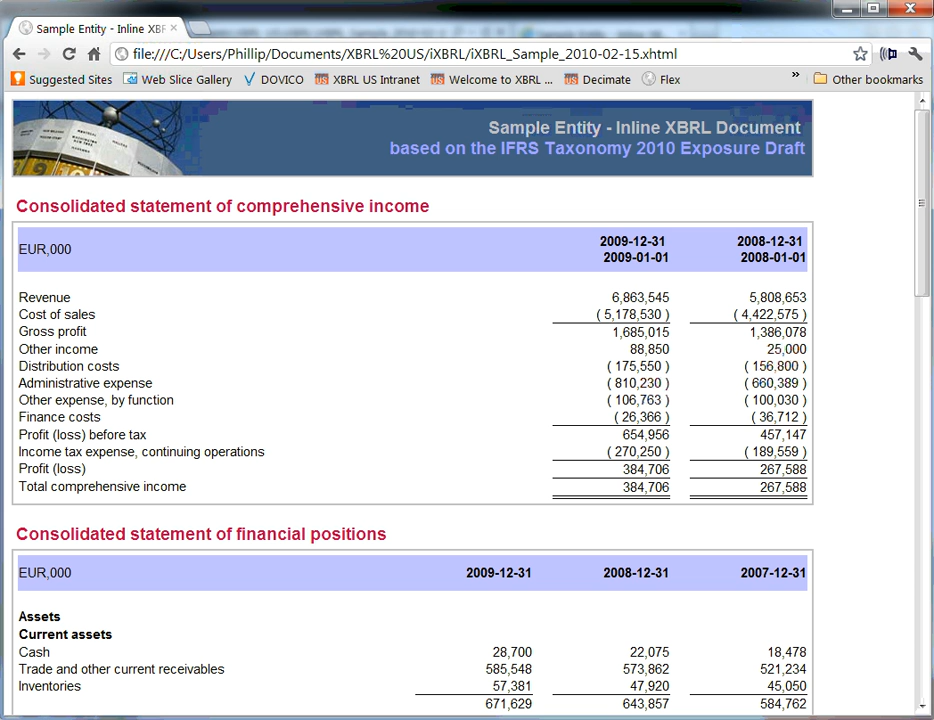 Sample Entity - Inline XBF
file:///C:/Users/Phillip/Documents/XBRL%20US/iXBRL/iXBRL_Sample_2010-02-15.xhtml
Suggested Sites Web Slice Gallery DOVICO XBRL US Intranet Welcome to XBRL ... Decimate Flex » Other bookmarks
Sample Entity - Inline XBRL Document
based on the IFRS Taxonomy 2010 Exposure Draft
Consolidated statement of comprehensive income
EUR,000 2009-12-31 2008-12-31
2009-01-01 2008-01-01
Revenue 6,863,545 5,808,653
Cost of sales ( 5,178,530 ) ( 4,422,575 )
Gross profit 1,685,015 1,386,078
Other income 88,850 25,000
Distribution costs ( 175,550 ) ( 156,800 )
Administrative expense ( 810,230 ) ( 660,389 )
Other expense, by function ( 106,763 ) ( 100,030 )
Finance costs ( 26,366 ) ( 36,712 )
Profit (loss) before tax 654,956 457,147
Income tax expense, continuing operations ( 270,250 ) ( 189,559 )
Profit (loss) 384,706 267,588
Total comprehensive income 384,706 267,588
Consolidated statement of financial positions
EUR,000 2009-12-31 2008-12-31 2007-12-31
Assets
Current assets
Cash 28,700 22,075 18,478
Trade and other current receivables 585,548 573,862 521,234
Inventories 57,381 47,920 45,050
671,629 643,857 584,762